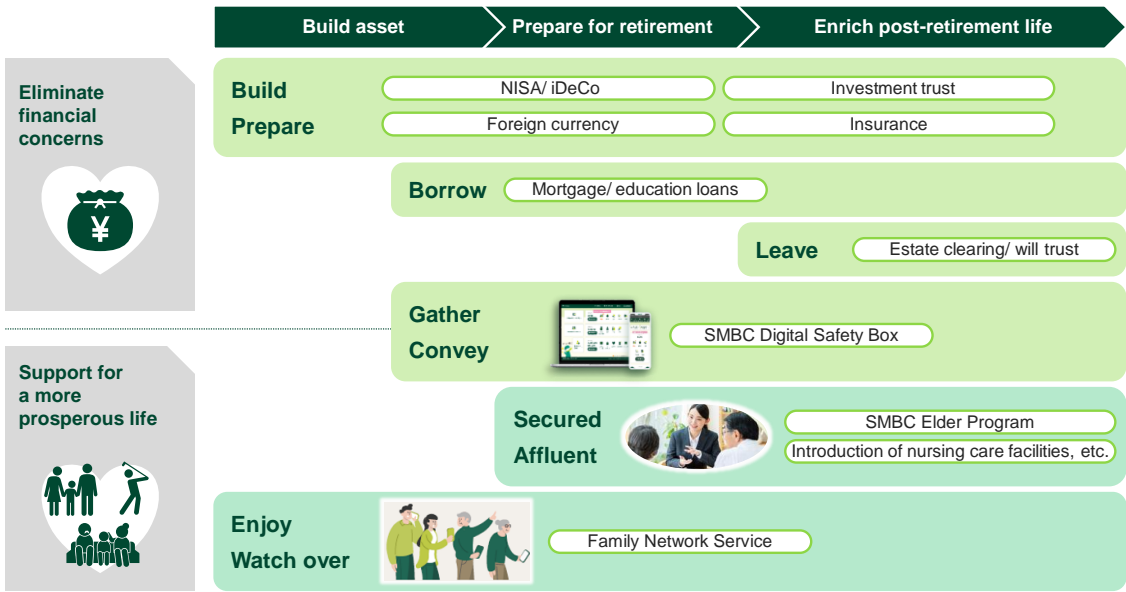 Build asset
Prepare for retirement
Enrich post-retirement life
Eliminate
financial
concerns
¥
Build
Prepare
NISA/ iDeCo
Investment trust
Foreign currency
Insurance
Borrow
Mortgage/ education loans
Leave
Estate clearing/ will trust
Gather
Convey
SMBC Digital Safety Box
Support for
a more
prosperous life
Secured
Affluent
SMBC Elder Program
Introduction of nursing care facilities, etc.
Enjoy
Watch over
Family Network Service